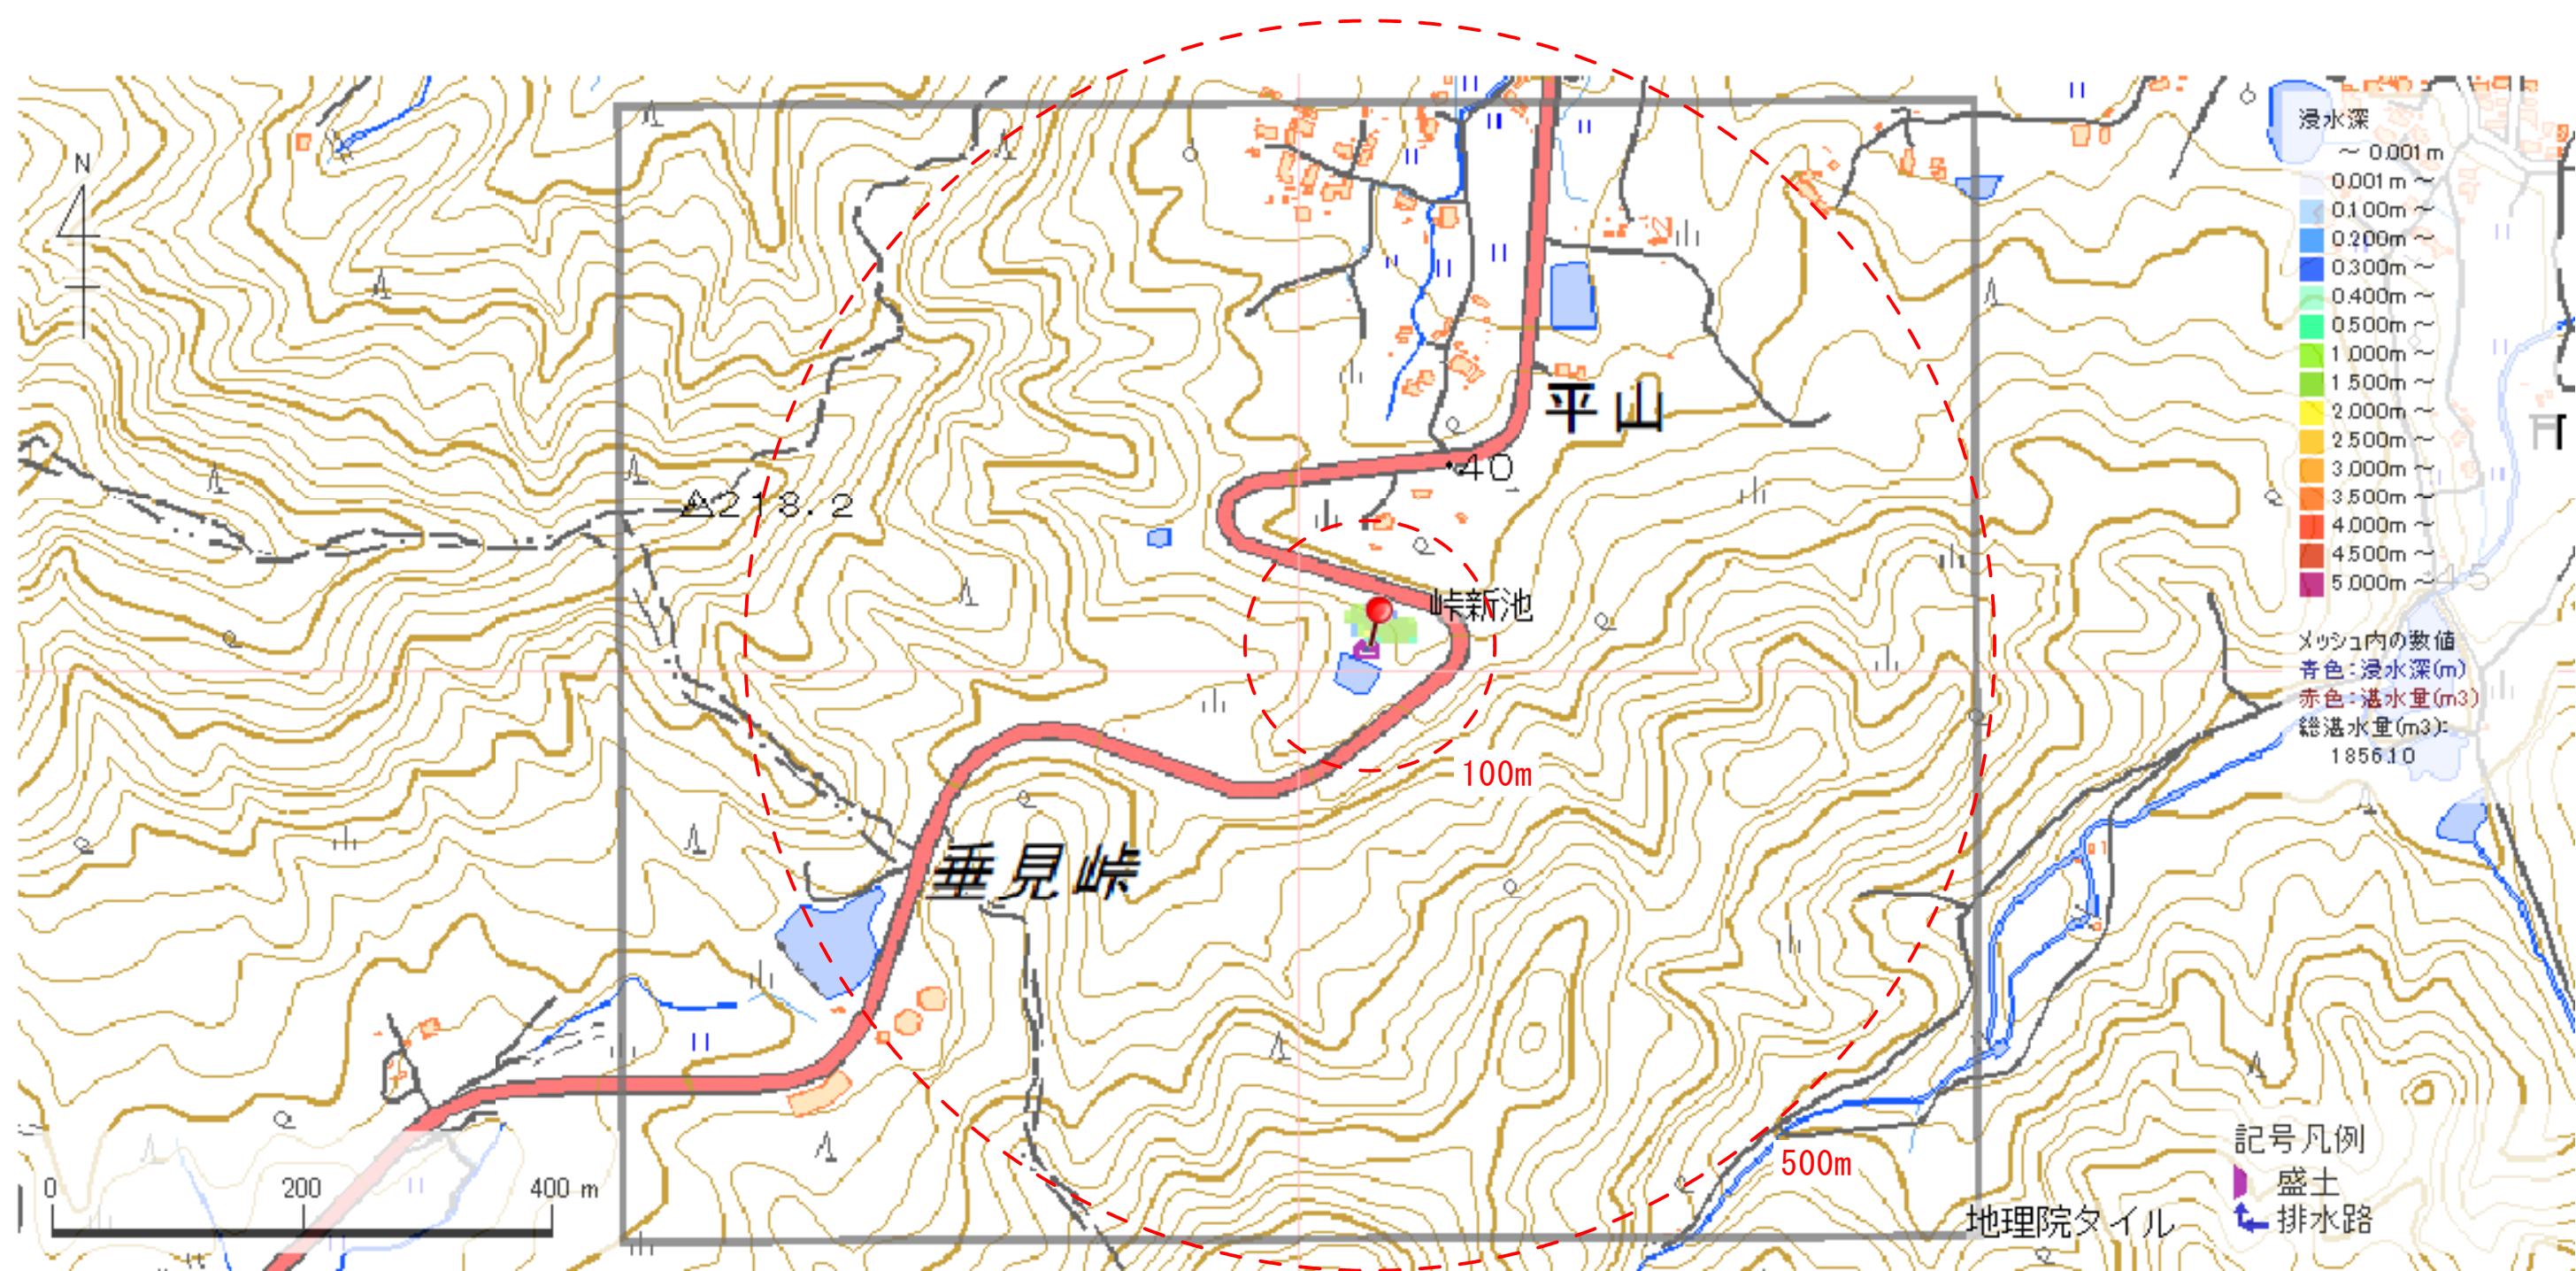 N
浸水深
～ 0.001 m
0.001 m ～
0.100m ～
0.200m ～
0.300m ～
0.400m ～
0.500m ～
1.000m ～
1.500m ～
2.000m ～
2.500m ～
3.000m ～
3.500m ～
4.000m ～
4.500m ～
5.000m ～
メッシュ内の数値
青色：浸水深(m)
赤色：湛水量(m3)
総湛水量(m3):
1856.1.0
平山
40
218.2
峠新池
100m
垂見峠
500m
記号凡例
盛土
排水路
地理院タイル
0 200 400 m